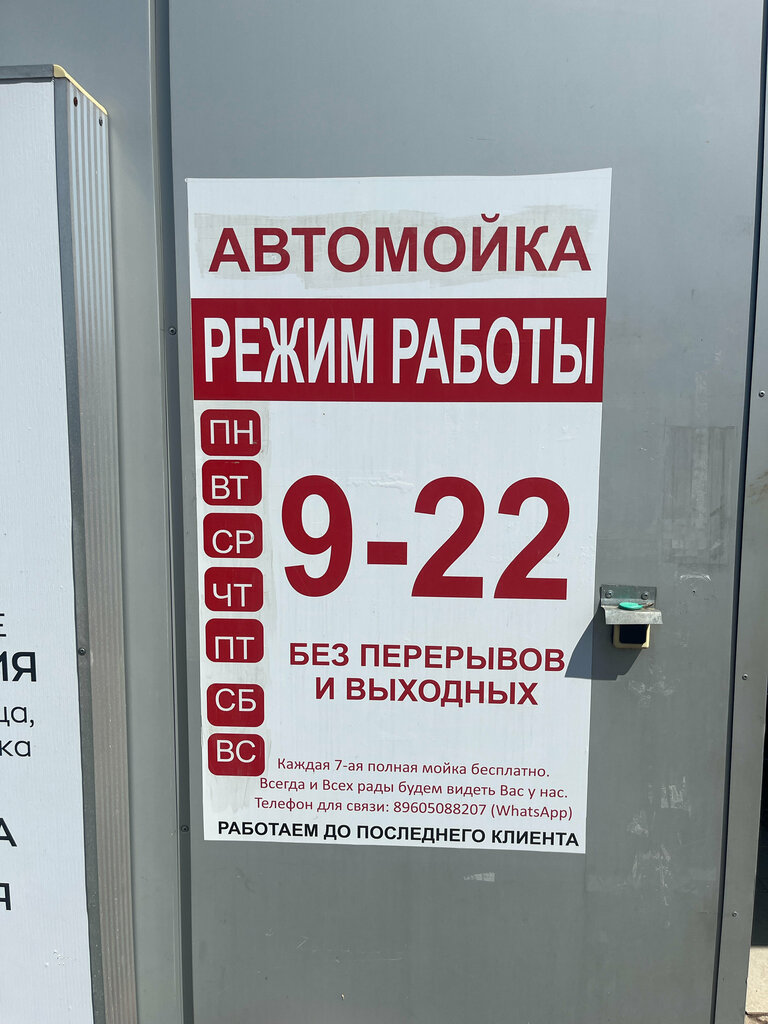 АВТОМОЙКА
РЕЖИМ РАБОТЫ
ПН
ВТ
СР
ЧТ
ПТ
СБ
ВС
9-22
БЕЗ ПЕРЕРЫВОВ
И ВЫХОДНЫХ
Каждая 7-ая полная мойка бесплатно.
Всегда и Всех рады будем видеть Вас у нас.
Телефон для связи: 89605088207 (WhatsApp)
РАБОТАЕМ ДО ПОСЛЕДНЕГО КЛИЕНТА